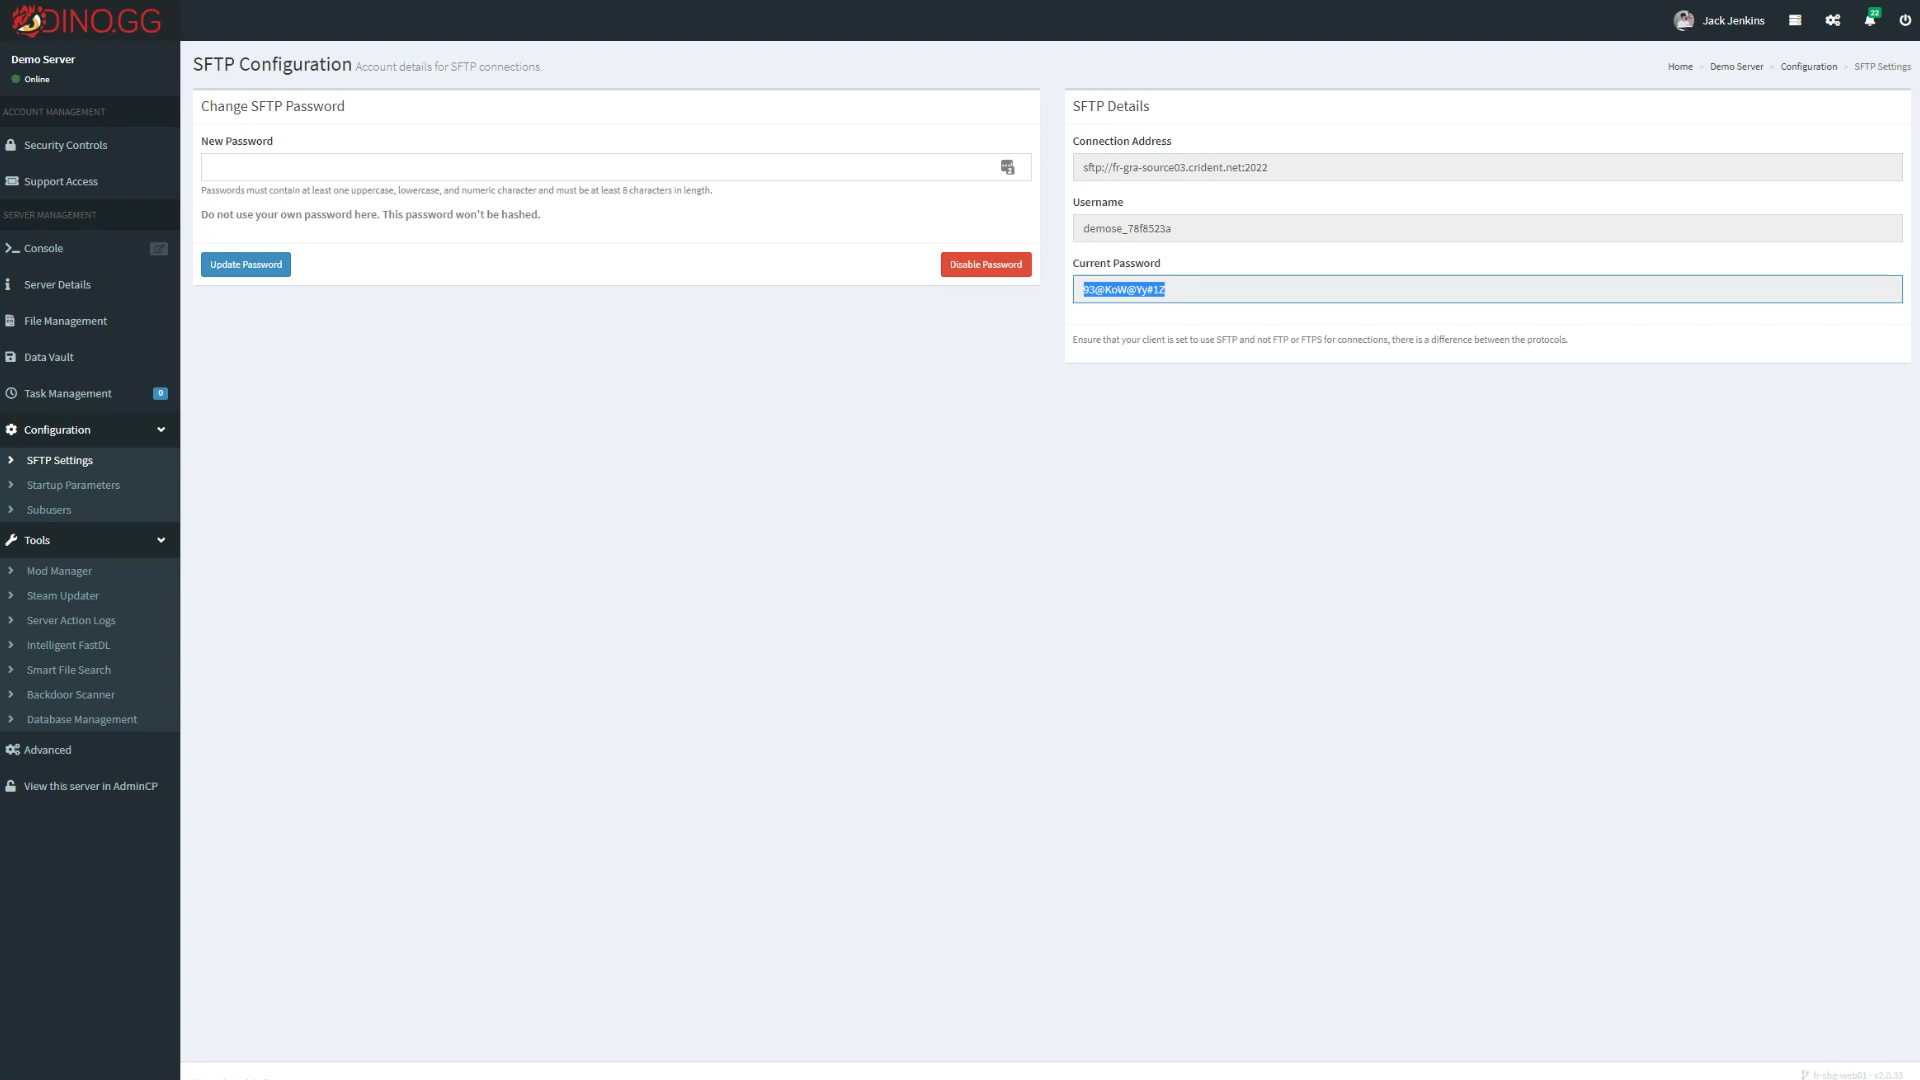 DINO.GG
Jack Jenkins
22
Demo Server
Online
ACCOUNT MANAGEMENT
Security Controls
Support Access
SERVER MANAGEMENT
Console
Server Details
File Management
Data Vault
Task Management 0
Configuration
SFTP Settings
Startup Parameters
Subusers
Tools
Mod Manager
Steam Updater
Server Action Logs
Intelligent FastDL
Smart File Search
Backdoor Scanner
Database Management
Advanced
View this server in AdminCP
SFTP Configuration Account details for SFTP connections.
Home > Demo Server > Configuration > SFTP Settings
Change SFTP Password
New Password
Passwords must contain at least one uppercase, lowercase, and numeric character and must be at least 8 characters in length.
Do not use your own password here. This password won't be hashed.
Update Password Disable Password
SFTP Details
Connection Address
sftp://fr-gra-source03.crident.net:2022
Username
demose_78f8523a
Current Password
93@KoW@Yy#1Z
Ensure that your client is set to use SFTP and not FTP or FTPS for connections, there is a difference between the protocols.
fr-sbg-web01 - v2.0.33